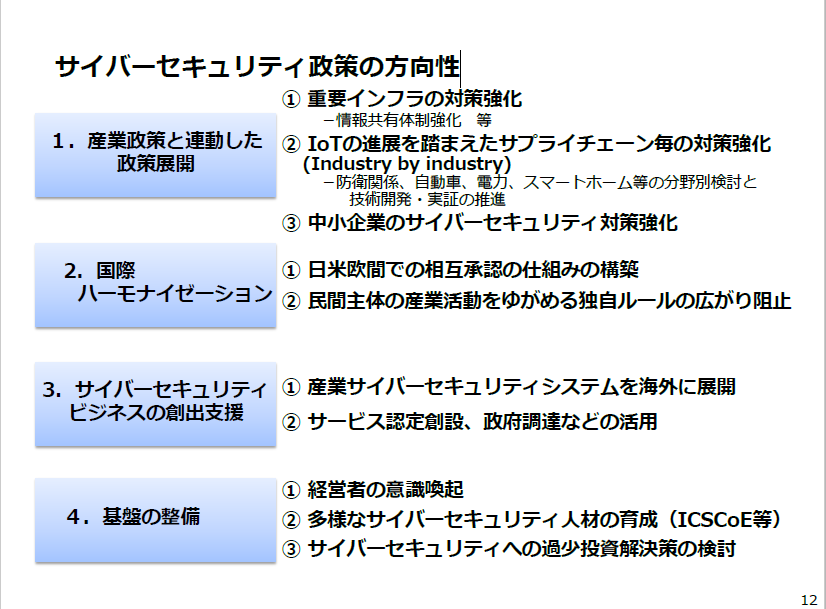 サイバーセキュリティ政策の方向性
１．産業政策と連動した
政策展開
① 重要インフラの対策強化
－情報共有体制強化　等
② IoTの進展を踏まえたサプライチェーン毎の対策強化
(Industry by industry)
－防衛関係、自動車、電力、スマートホーム等の分野別検討と
技術開発・実証の推進
③ 中小企業のサイバーセキュリティ対策強化
2．国際
ハーモナイゼーション
① 日米欧間での相互承認の仕組みの構築
② 民間主体の産業活動をゆがめる独自ルールの広がり阻止
3．サイバーセキュリティ
ビジネスの創出支援
① 産業サイバーセキュリティシステムを海外に展開
② サービス認定創設、政府調達などの活用
４．基盤の整備
① 経営者の意識喚起
② 多様なサイバーセキュリティ人材の育成（ICSCoE等）
③ サイバーセキュリティへの過少投資解決策の検討
12